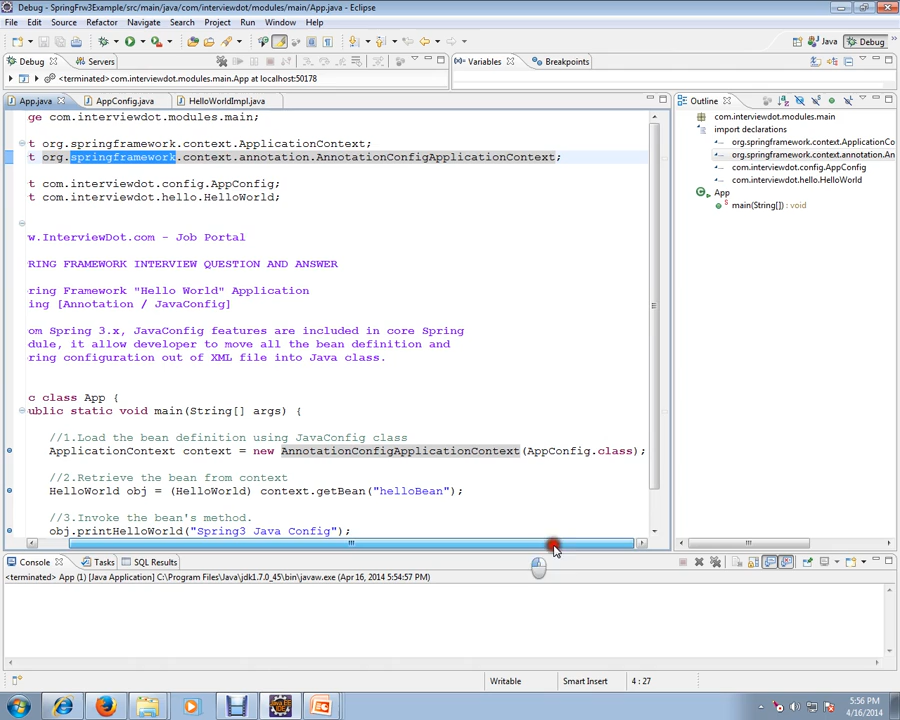 Debug - SpringFrw3Example/src/main/java/com/interviewdot/modules/main/App.java - Eclipse
File Edit Source Refactor Navigate Search Project Run Window Help
Java Debug
Debug Servers Variables Breakpoints
<terminated>com.interviewdot.modules.main.App at localhost:50178
App.java AppConfig.java HelloWorldImpl.java Outline
ge com.interviewdot.modules.main;
t org.springframework.context.ApplicationContext;
t org.springframework.context.annotation.AnnotationConfigApplicationContext;
t com.interviewdot.config.AppConfig;
t com.interviewdot.hello.HelloWorld;
w.InterviewDot.com - Job Portal
RING FRAMEWORK INTERVIEW QUESTION AND ANSWER
ring Framework "Hello World" Application
ing [Annotation / JavaConfig]
om Spring 3.x, JavaConfig features are included in core Spring
dule, it allow developer to move all the bean definition and
ring configuration out of XML file into Java class.
c class App {
ublic static void main(String[] args) {
//1.Load the bean definition using JavaConfig class
ApplicationContext context = new AnnotationConfigApplicationContext(AppConfig.class);
//2.Retrieve the bean from context
HelloWorld obj = (HelloWorld) context.getBean("helloBean");
//3.Invoke the bean's method.
obj.printHelloWorld("Spring3 Java Config");
com.interviewdot.modules.main
import declarations
org.springframework.context.ApplicationCo
org.springframework.context.annotation.An
com.interviewdot.config.AppConfig
com.interviewdot.hello.HelloWorld
App
main(String[]) : void
Console Tasks SQL Results
<terminated> App (1) [Java Application] C:\Program Files\Java\jdk1.7.0_45\bin\javaw.exe (Apr 16, 2014 5:54:57 PM)
Writable Smart Insert 4 : 27
5:56 PM
4/16/2014